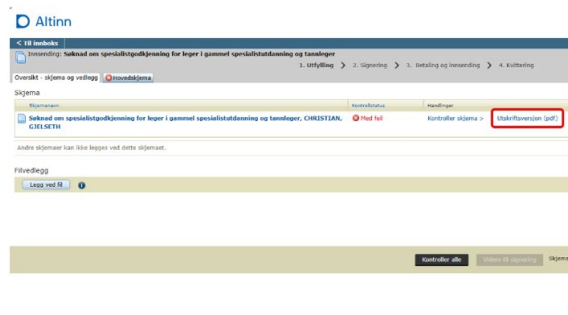 Altinn
< Til innboks
Innsending: Søknad om spesialistgodkjenning for leger i gammel spesialistutdanning og tannleger
1. Utfylling 2. Signering 3. Betaling og innsending 4. Kvittering
Oversikt - skjema og vedlegg Hovedskjema
Skjema
Skjemanavn Kontrollstatus Handlinger
Søknad om spesialistgodkjenning for leger i gammel spesialistutdanning og tannleger, CHRISTIAN, Med feil Kontroller skjema > Utskriftsversjon (pdf)
GJELSETH
Andre skjemaer kan ikke legges ved dette skjemaet.
Filvedlegg
Legg ved fil
Kontroller alle Videre til signering Skjema